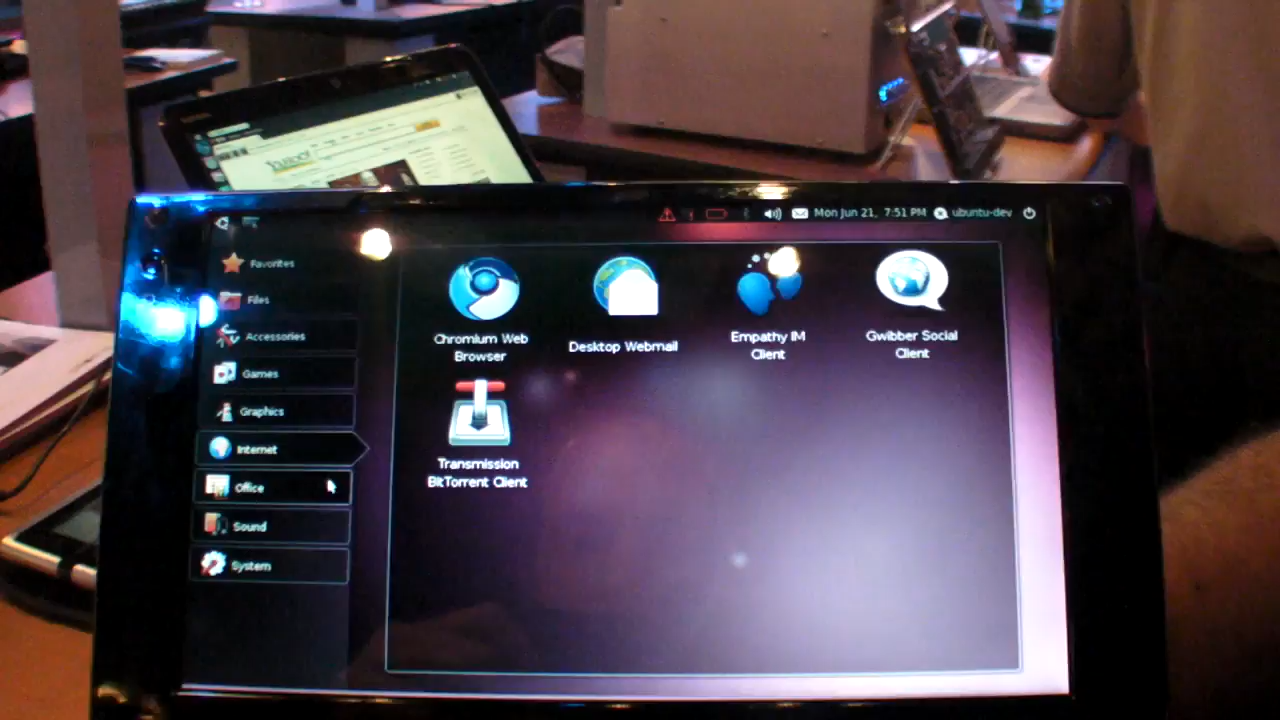 YAHOO!
Mon Jun 21, 7:51 PM ubuntu-dev
Favorites
Files
Accessories
Games
Graphics
Internet
Office
Sound
System
Chromium Web
Browser
Desktop Webmail
Empathy IM
Client
Gwibber Social
Client
Transmission
BitTorrent Client